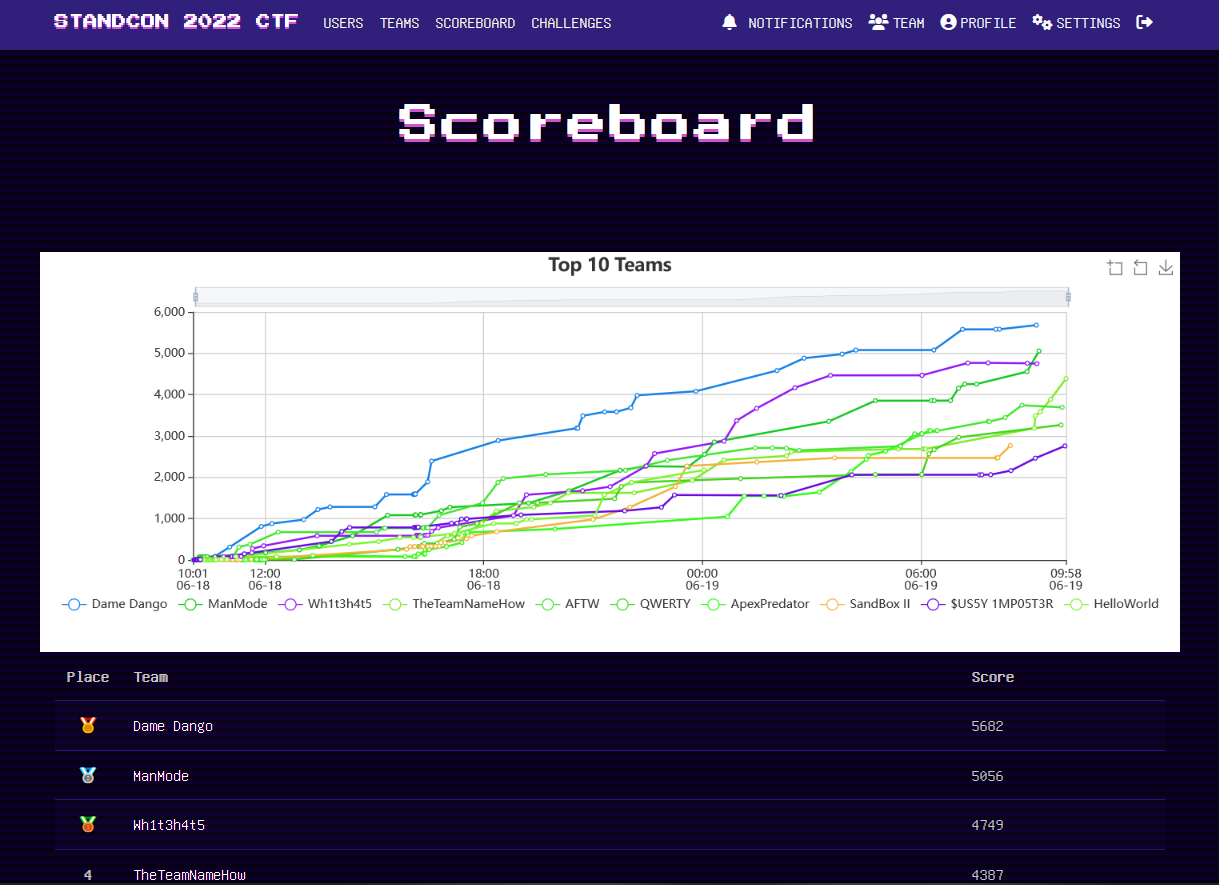 STANDCON 2022 CTF USERS TEAMS SCOREBOARD CHALLENGES NOTIFICATIONS TEAM PROFILE SETTINGS
Scoreboard
Top 10 Teams
6,000
5,000
4,000
3,000
2,000
1,000
0
10:01 12:00 18:00 00:00 06:00 09:58
06-18 06-18 06-18 06-19 06-19 06-19
Dame Dango ManMode Wh1t3h4t5 TheTeamNameHow AFTW QWERTY ApexPredator SandBox II $US5Y 1MP05T3R HelloWorld
Place Team Score
Dame Dango 5682
ManMode 5056
Wh1t3h4t5 4749
4 TheTeamNameHow 4387